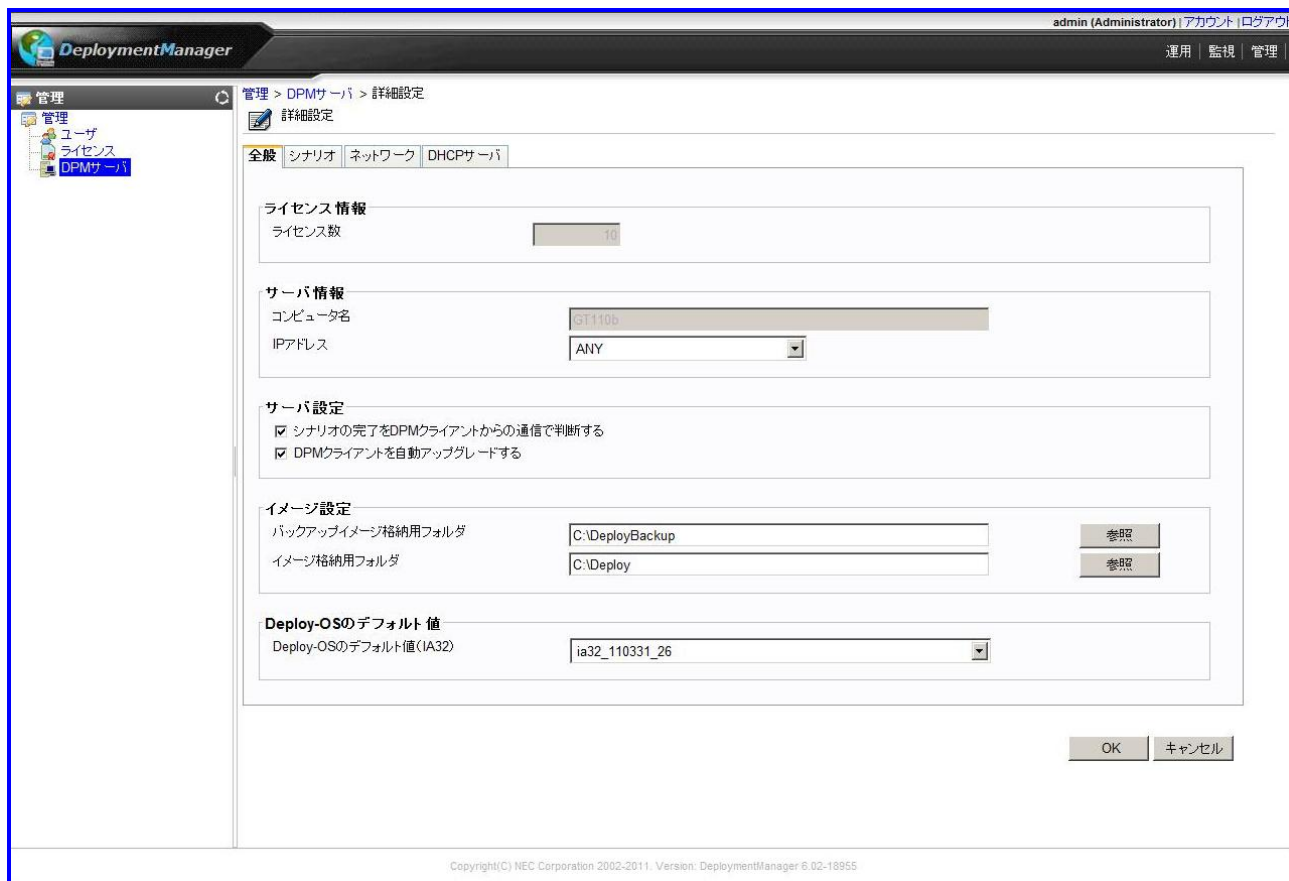 admin (Administrator) | アカウント | ログアウト
DeploymentManager
運用 | 監視 | 管理 |
管理
管理
ユーザ
ライセンス
DPMサーバ
管理 > DPMサーバ > 詳細設定
詳細設定
全般 シナリオ ネットワーク DHCPサーバ
ライセンス情報
ライセンス数 10
サーバ情報
コンピュータ名 GT110b
IPアドレス ANY
サーバ設定
シナリオの完了をDPMクライアントからの通信で判断する
DPMクライアントを自動アップグレードする
イメージ設定
バックアップイメージ格納用フォルダ C:\DeployBackup 参照
イメージ格納用フォルダ C:\Deploy 参照
Deploy-OSのデフォルト値
Deploy-OSのデフォルト値(IA32) ia32_110331_26
OK キャンセル
Copyright(C) NEC Corporation 2002-2011. Version: DeploymentManager 6.02-18955